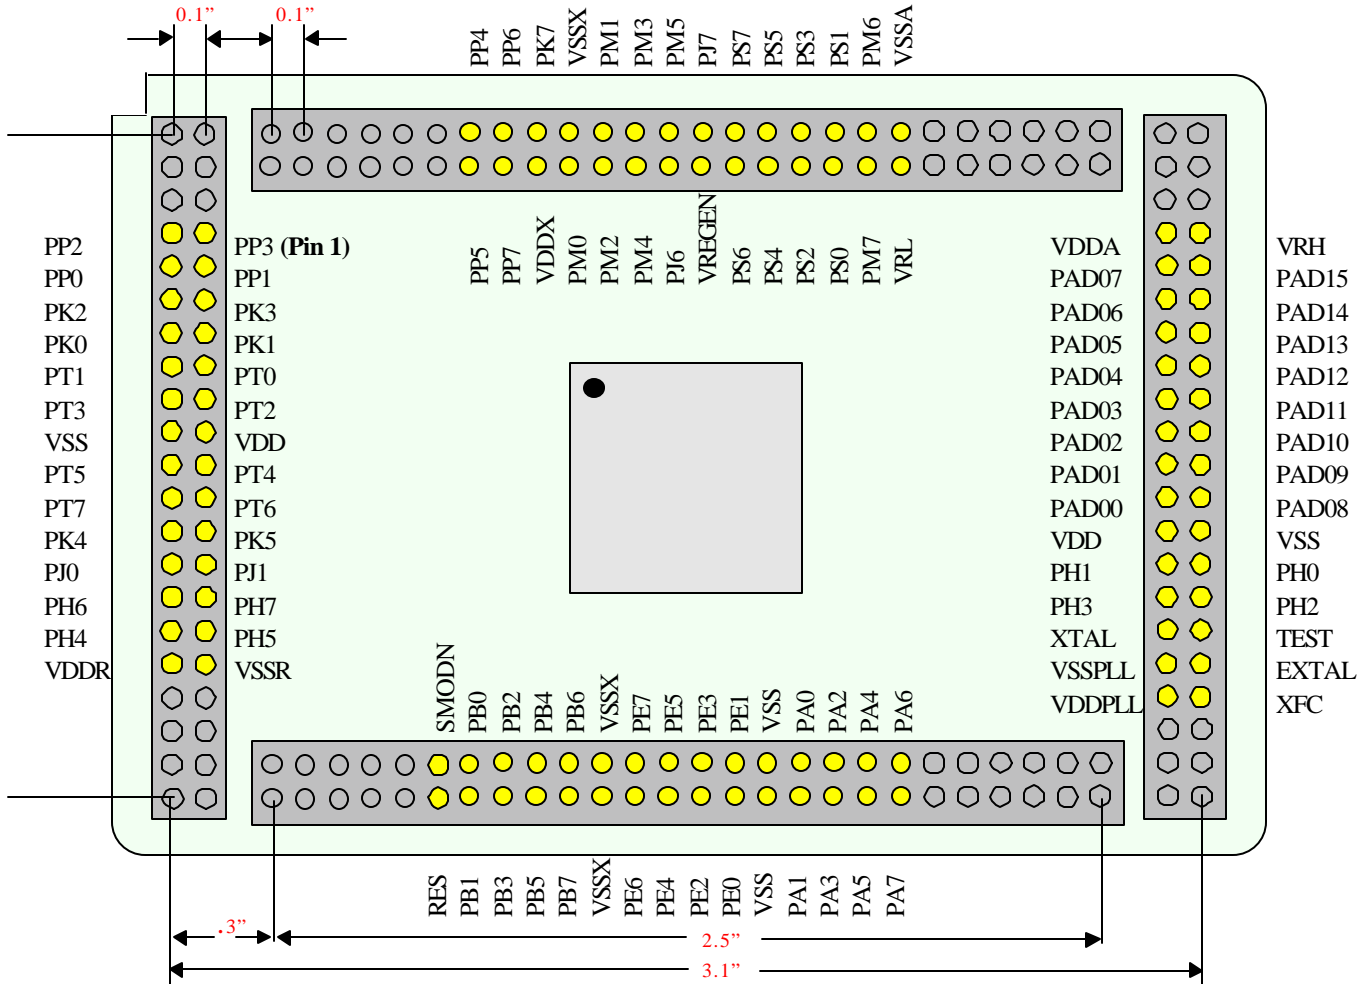 0.1” 0.1”
PP4 PP6 PK7 VSSX PM1 PM3 PM5 PJ7 PS7 PS5 PS3 PS1 PM6 VSSA
PP5 PP7 VDDX PM0 PM2 PM4 PJ6 VREGEN PS6 PS4 PS2 PS0 PM7 VRL
PP2 PP3 (Pin 1) VDDA VRH
PP0 PP1 PAD07 PAD15
PK2 PK3 PAD06 PAD14
PK0 PK1 PAD05 PAD13
PT1 PT0 PAD04 PAD12
PT3 PT2 PAD03 PAD11
VSS VDD PAD02 PAD10
PT5 PT4 PAD01 PAD09
PT7 PT6 PAD00 PAD08
PK4 PK5 VDD VSS
PJ0 PJ1 PH1 PH0
PH6 PH7 PH3 PH2
PH4 PH5 XTAL TEST
VDDR VSSR VSSPLL EXTAL
VDDPLL XFC
SMODN PB0 PB2 PB4 PB6 VSSX PE7 PE5 PE3 PE1 VSS PA0 PA2 PA4 PA6
RES PB1 PB3 PB5 PB7 VSSX PE6 PE4 PE2 PE0 VSS PA1 PA3 PA5 PA7
.3” 2.5”
3.1”